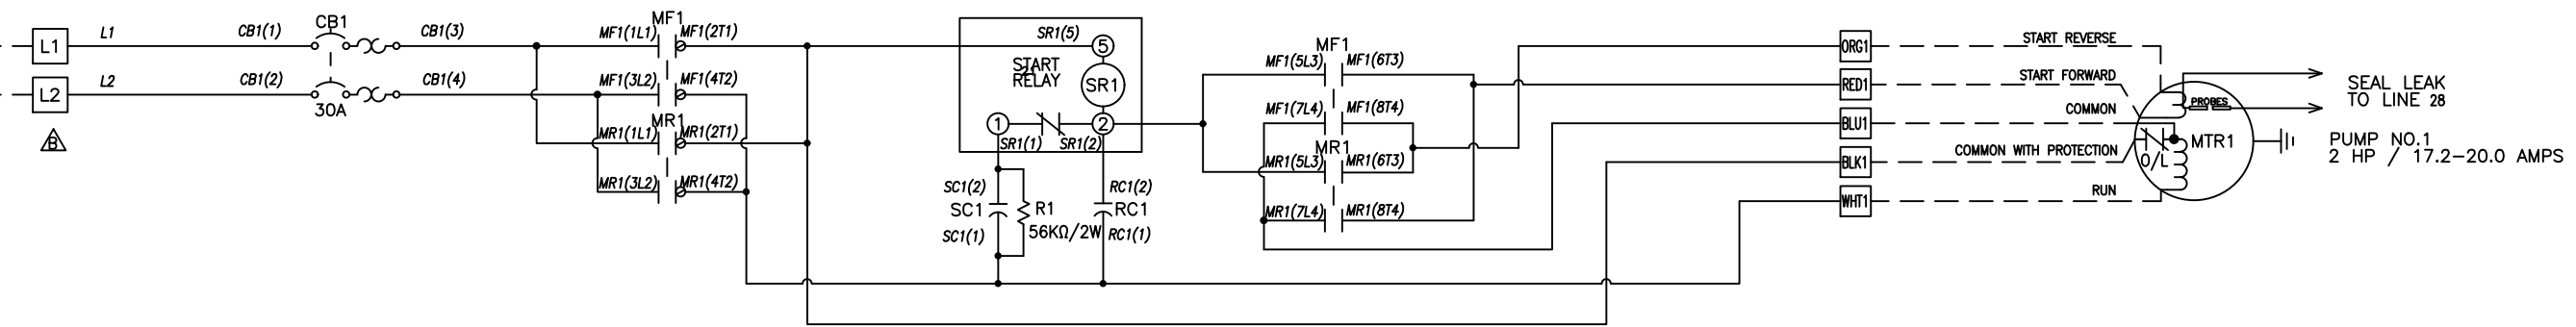 L1
L1
CB1(1)
CB1
CB1(3)
MF1
MF1(1L1)
MF1(2T1)
L2
L2
CB1(2)
30A
CB1(4)
MF1(3L2)
MF1(4T2)
B
MR1
MR1(1L1)
MR1(2T1)
MR1(3L2)
MR1(4T2)
SR1(5)
5
START
RELAY
SR1
1
2
SR1(1)
SR1(2)
SC1(2)
SC1
SC1(1)
R1
56KΩ/2W
RC1(2)
RC1
RC1(1)
MF1
MF1(5L3)
MF1(6T3)
MF1(7L4)
MF1(8T4)
MR1
MR1(5L3)
MR1(6T3)
MR1(7L4)
MR1(8T4)
ORG1
START REVERSE
RED1
START FORWARD
BLU1
COMMON
BLK1
COMMON WITH PROTECTION
WHT1
RUN
PROBES
O/L
MTR1
SEAL LEAK
TO LINE 28
PUMP NO.1
2 HP / 17.2-20.0 AMPS